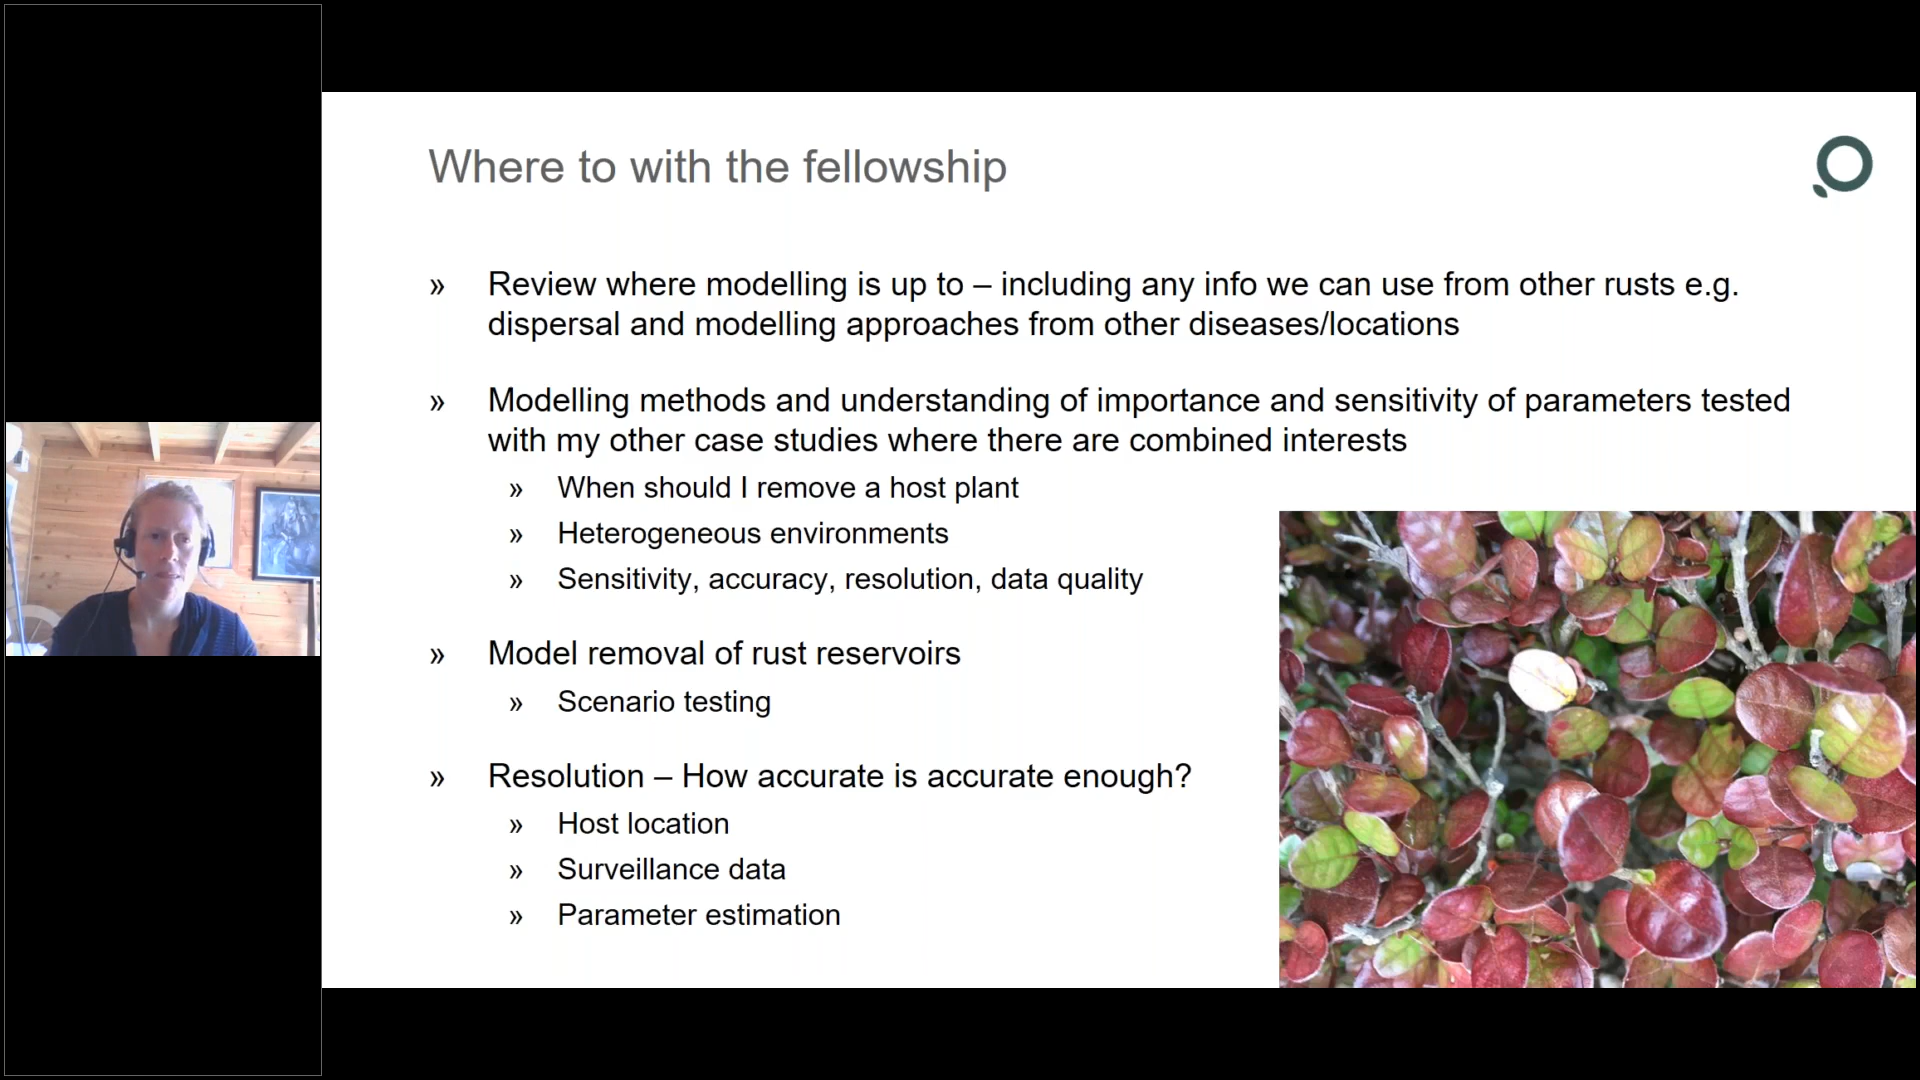 Where to with the fellowship
» Review where modelling is up to – including any info we can use from other rusts e.g.
dispersal and modelling approaches from other diseases/locations
» Modelling methods and understanding of importance and sensitivity of parameters tested
with my other case studies where there are combined interests
» When should I remove a host plant
» Heterogeneous environments
» Sensitivity, accuracy, resolution, data quality
» Model removal of rust reservoirs
» Scenario testing
» Resolution – How accurate is accurate enough?
» Host location
» Surveillance data
» Parameter estimation